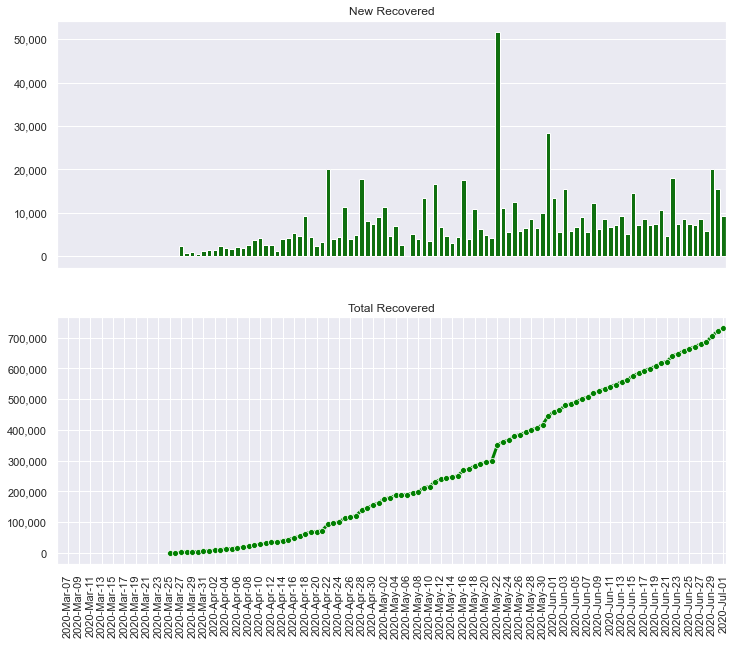 New Recovered
50,000
40,000
30,000
20,000
10,000
0
Total Recovered
700,000
600,000
500,000
400,000
300,000
200,000
100,000
0
2020-Mar-07
2020-Mar-09
2020-Mar-11
2020-Mar-13
2020-Mar-15
2020-Mar-17
2020-Mar-19
2020-Mar-21
2020-Mar-23
2020-Mar-25
2020-Mar-27
2020-Mar-29
2020-Mar-31
2020-Apr-02
2020-Apr-04
2020-Apr-06
2020-Apr-08
2020-Apr-10
2020-Apr-12
2020-Apr-14
2020-Apr-16
2020-Apr-18
2020-Apr-20
2020-Apr-22
2020-Apr-24
2020-Apr-26
2020-Apr-28
2020-Apr-30
2020-May-02
2020-May-04
2020-May-06
2020-May-08
2020-May-10
2020-May-12
2020-May-14
2020-May-16
2020-May-18
2020-May-20
2020-May-22
2020-May-24
2020-May-26
2020-May-28
2020-May-30
2020-Jun-01
2020-Jun-03
2020-Jun-05
2020-Jun-07
2020-Jun-09
2020-Jun-11
2020-Jun-13
2020-Jun-15
2020-Jun-17
2020-Jun-19
2020-Jun-21
2020-Jun-23
2020-Jun-25
2020-Jun-27
2020-Jun-29
2020-Jul-01